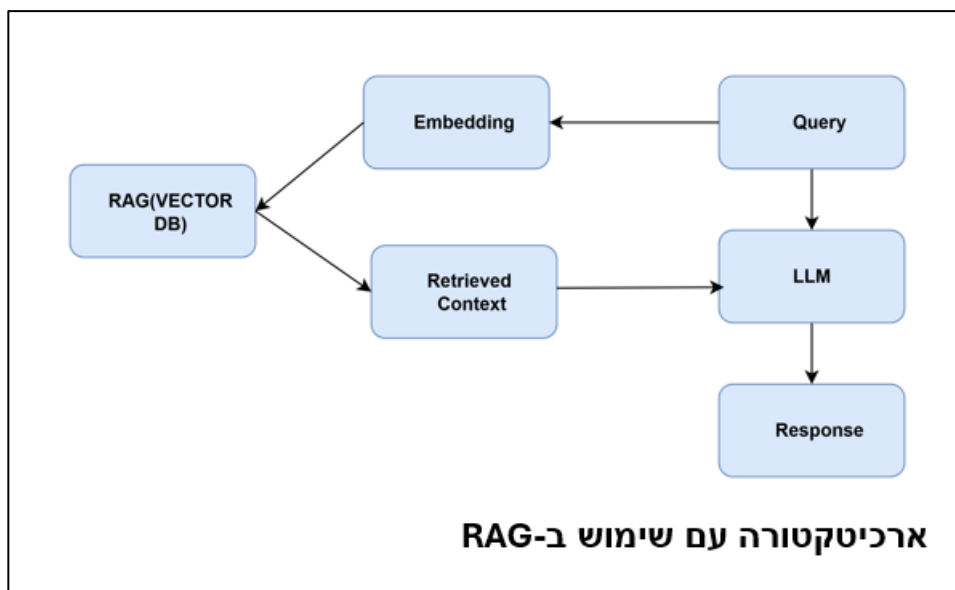 Embedding
Query
RAG(VECTOR
DB)
Retrieved
Context
LLM
Response
ארכיטקטורה עם שימוש ב-RAG